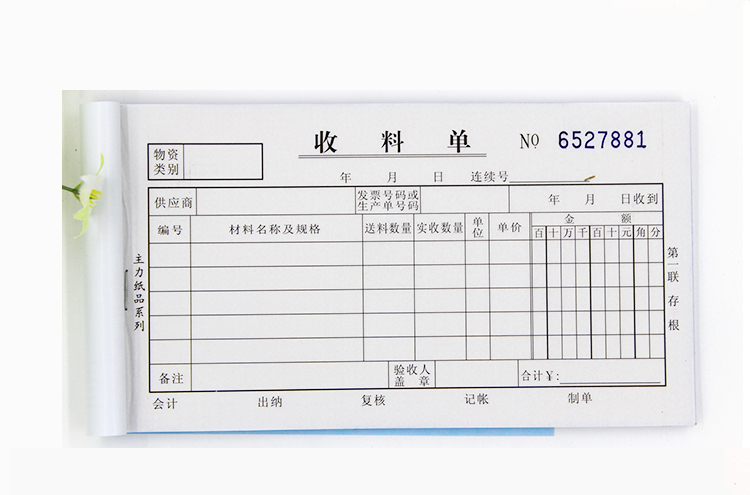 收料单 NO 6527881
物资类别
年 月 日 连续号
供应商 发票号码或生产单号码 年 月 日收到
编号 材料名称及规格 送料数量 实收数量 单位 单价 金额
百 十 万 千 百 十 元 角 分
主力纸品系列
第一联存根
备注 验收人盖章 合计¥:
会计 出纳 复核 记帐 制单